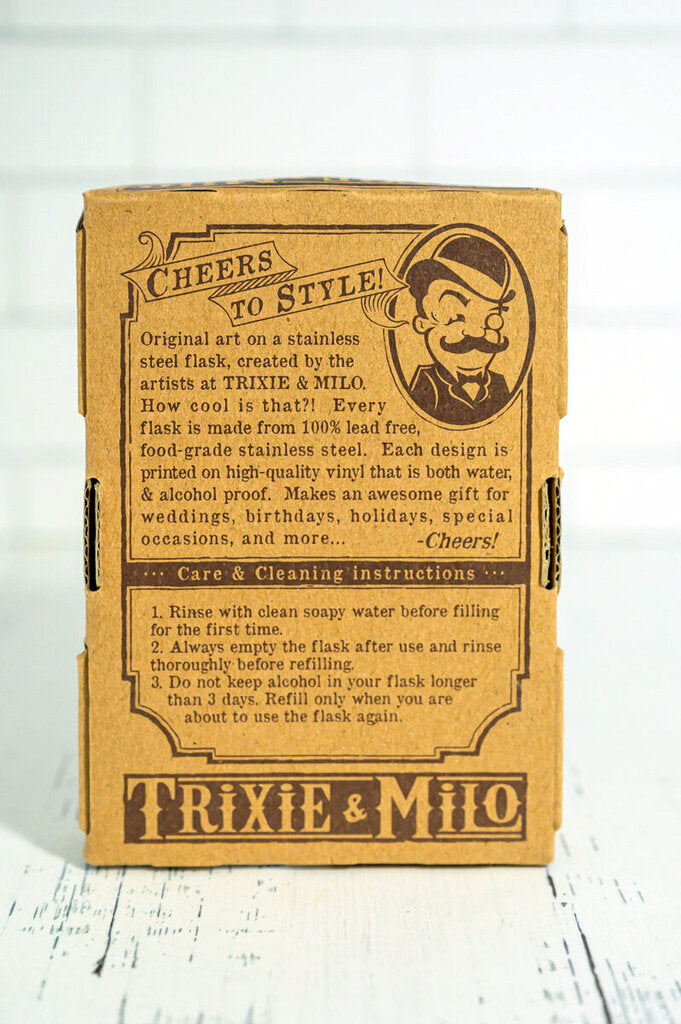 CHEERS
TO STYLE!
Original art on a stainless
steel flask, created by the
artists at TRIXIE & MILO.
How cool is that?! Every
flask is made from 100% lead free,
food-grade stainless steel. Each design is
printed on high-quality vinyl that is both water,
& alcohol proof. Makes an awesome gift for
weddings, birthdays, holidays, special
occasions, and more... -Cheers!
··· Care & Cleaning instructions ···
1. Rinse with clean soapy water before filling
for the first time.
2. Always empty the flask after use and rinse
thoroughly before refilling.
3. Do not keep alcohol in your flask longer
than 3 days. Refill only when you are
about to use the flask again.
TRiXiE & MiLO